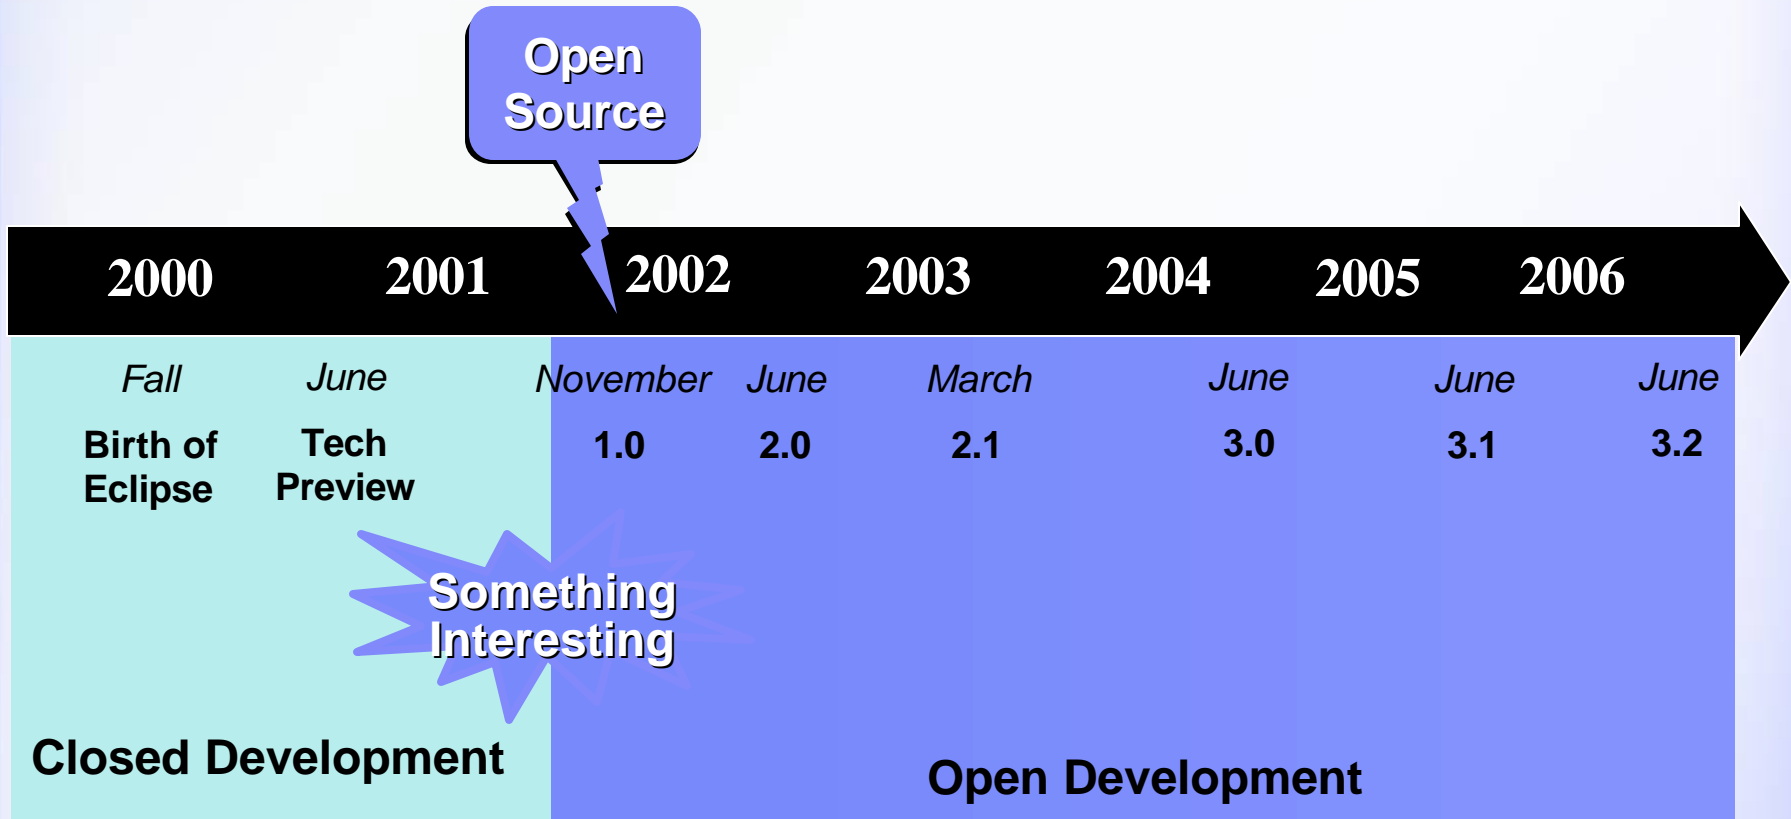 Open
Source
2000 2001 2002 2003 2004 2005 2006
Fall June November June March June June June
Birth of
Eclipse
Tech
Preview
1.0 2.0 2.1 3.0 3.1 3.2
Something
Interesting
Closed Development
Open Development